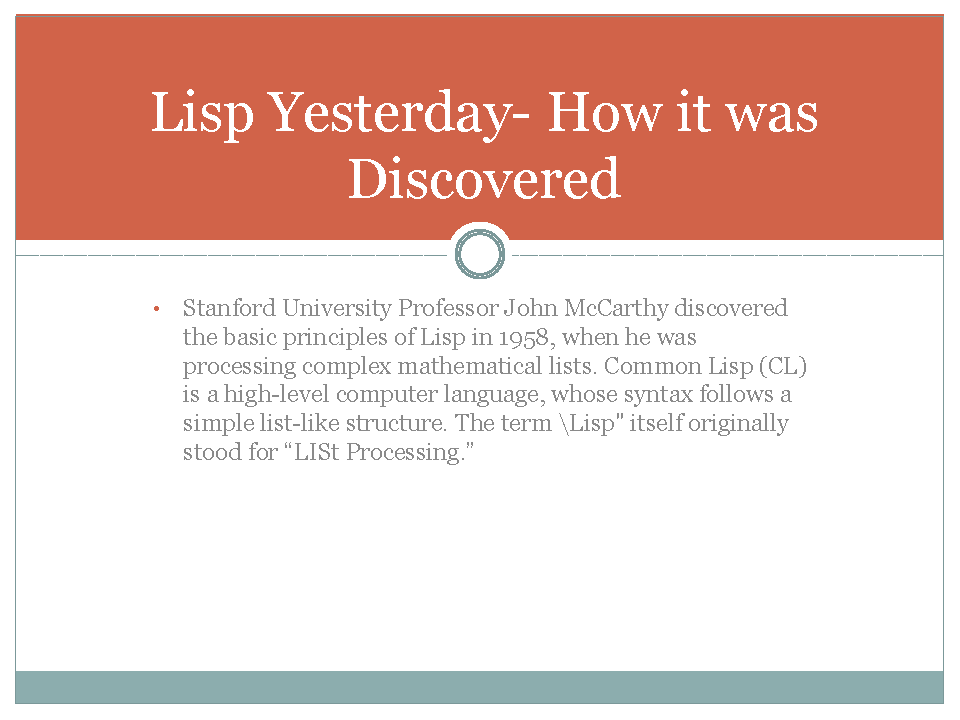 Lisp Yesterday- How it was
Discovered
• Stanford University Professor John McCarthy discovered
the basic principles of Lisp in 1958, when he was
processing complex mathematical lists. Common Lisp (CL)
is a high-level computer language, whose syntax follows a
simple list-like structure. The term \Lisp" itself originally
stood for “LISt Processing.”